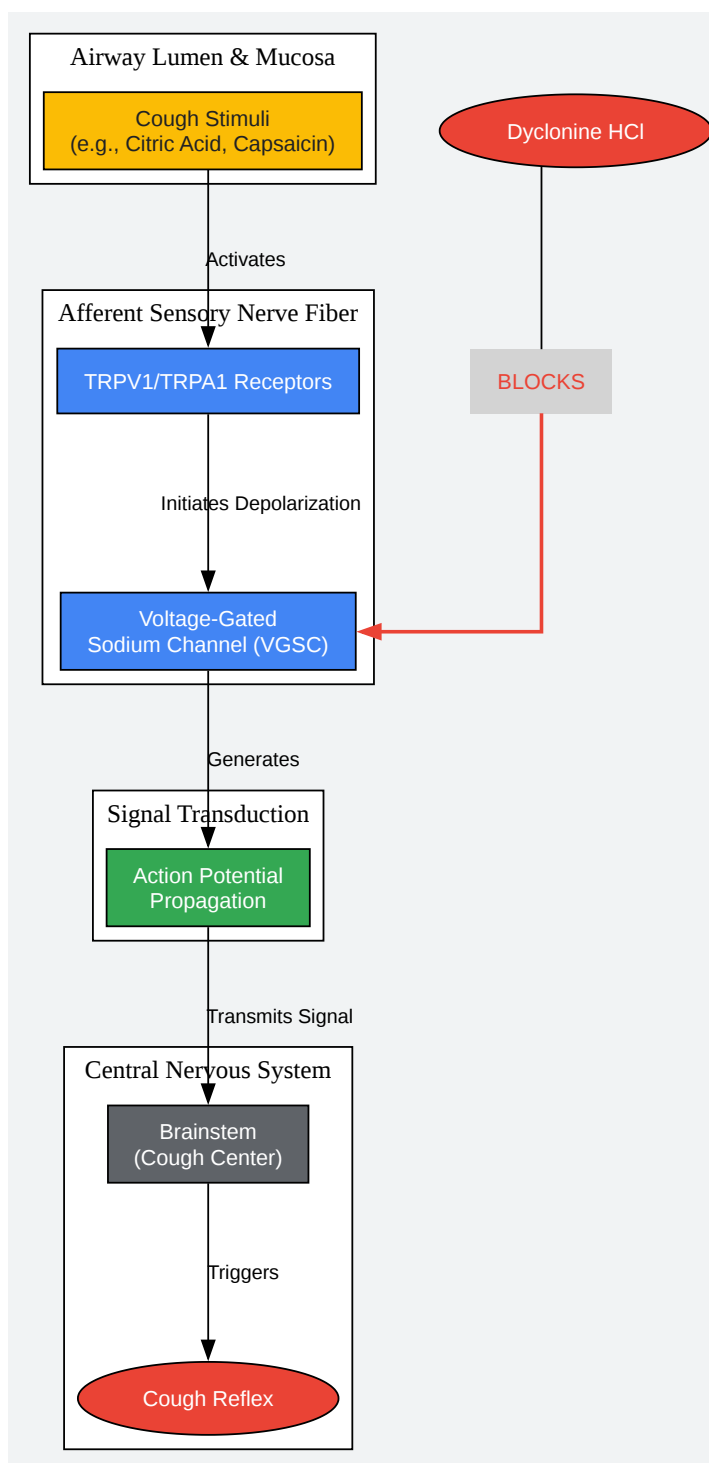 Airway Lumen & Mucosa
Cough Stimuli
(e.g., Citric Acid, Capsaicin)
Dyclonine HCl
Activates
Afferent Sensory Nerve Fiber
TRPV1/TRPA1 Receptors
BLOCKS
Initiates Depolarization
Voltage-Gated
Sodium Channel (VGSC)
Generates
Signal Transduction
Action Potential
Propagation
Transmits Signal
Central Nervous System
Brainstem
(Cough Center)
Triggers
Cough Reflex